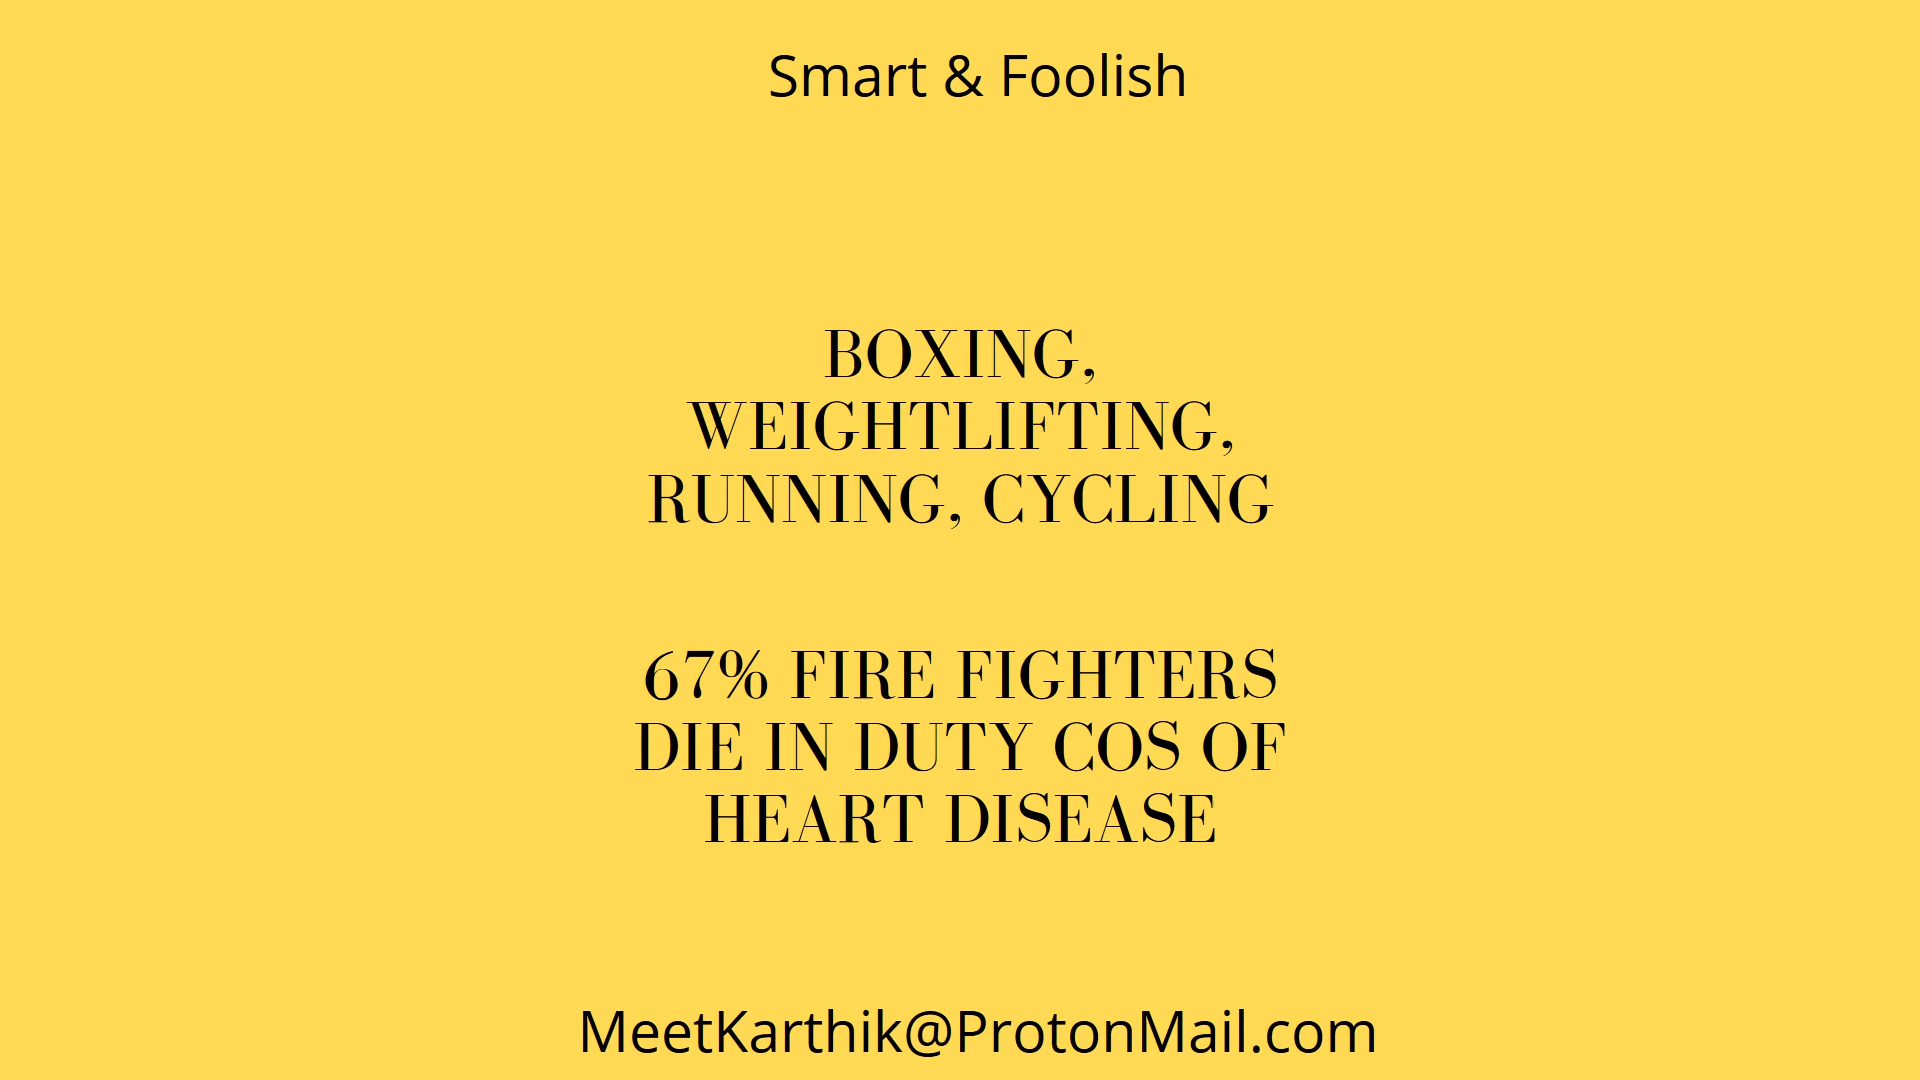 Smart & Foolish
BOXING,
WEIGHTLIFTING,
RUNNING, CYCLING
67% FIRE FIGHTERS
DIE IN DUTY COS OF
HEART DISEASE
MeetKarthik@ProtonMail.com